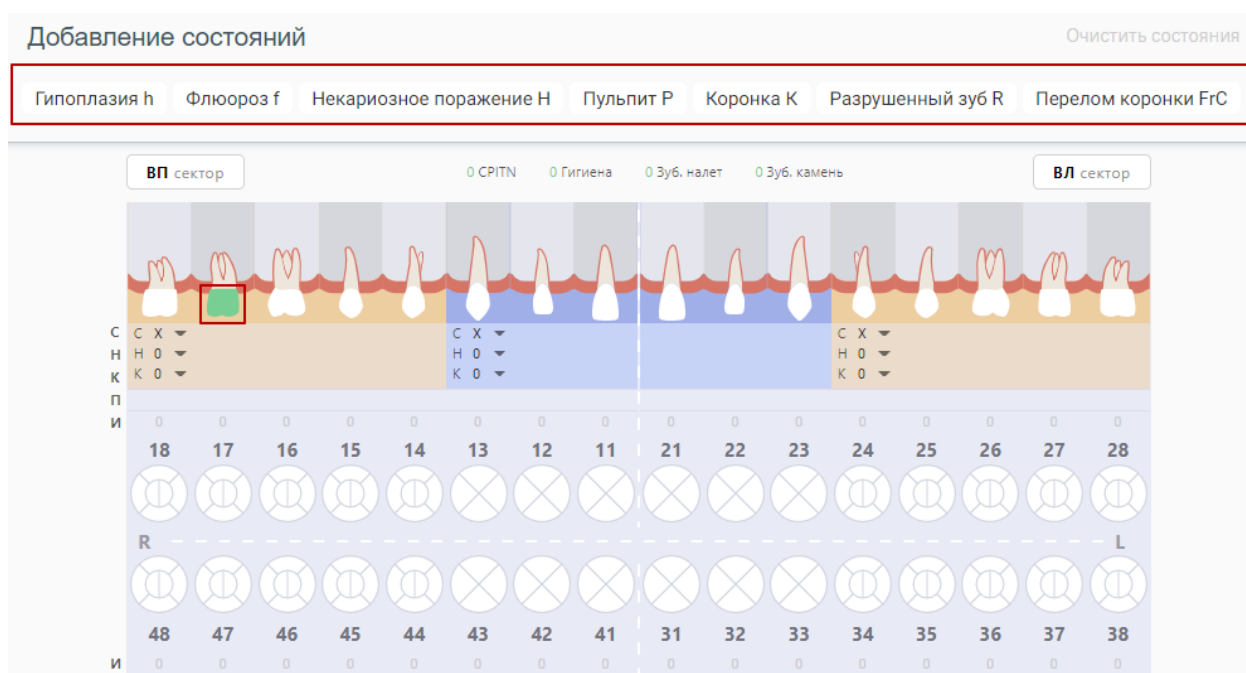 Добавление состояний Очистить состояния
Гипоплазия h Флюороз f Некариозное поражение H Пульпит P Коронка К Разрушенный зуб R Перелом коронки FrC
ВП сектор 0 CPITN 0 Гигиена 0 Зуб. налет 0 Зуб. камень ВЛ сектор
С С X С X С X
Н Н 0 Н 0 Н 0
К К 0 К 0 К 0
П
И 0 0 0 0 0 0 0 0 0 0 0 0 0 0 0 0
18 17 16 15 14 13 12 11 21 22 23 24 25 26 27 28
R L
48 47 46 45 44 43 42 41 31 32 33 34 35 36 37 38
И 0 0 0 0 0 0 0 0 0 0 0 0 0 0 0 0